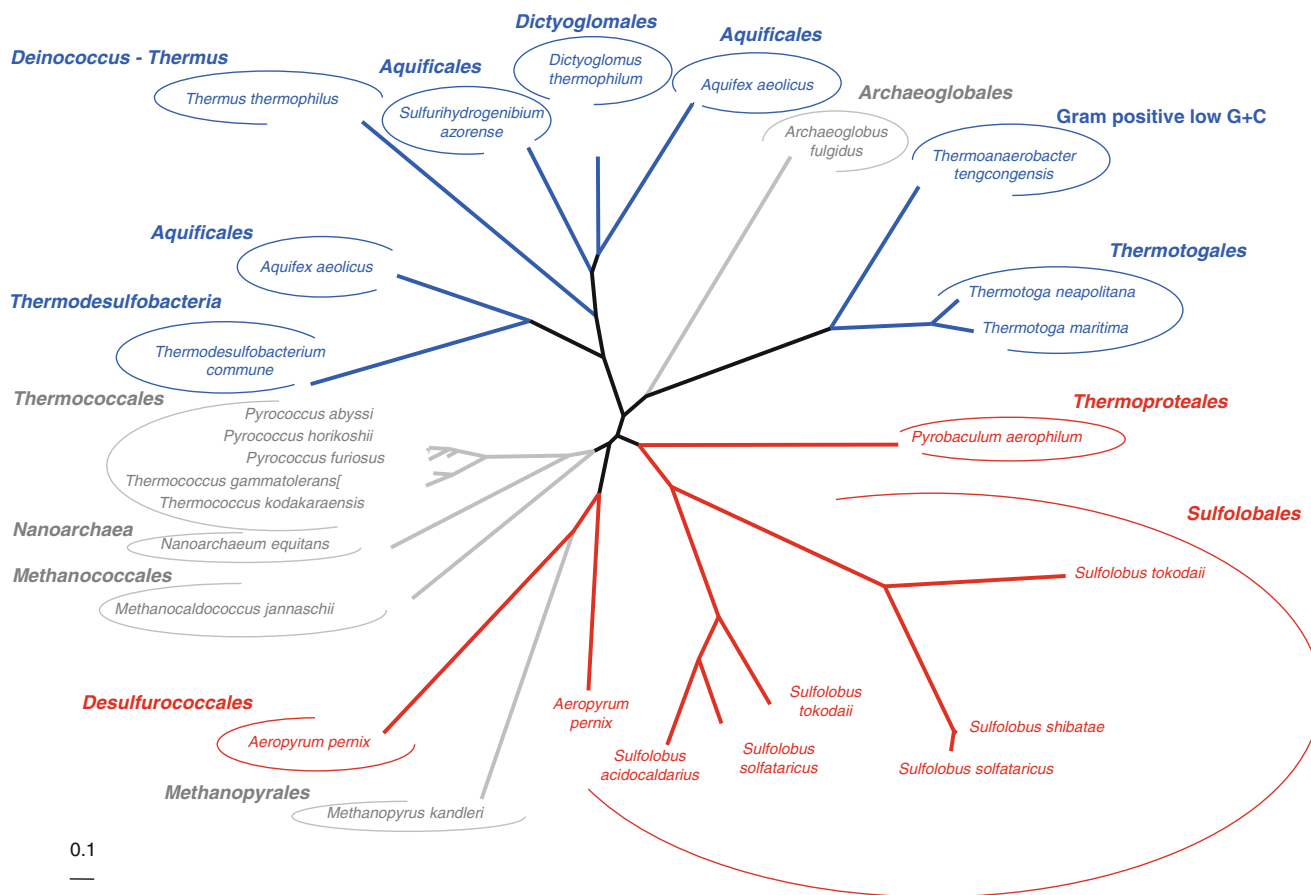 Dictyoglomales
Deinococcus - Thermus
Aquificales
Aquificales
Dictyoglomus
thermophilum
Thermus thermophilus
Sulfurihydrogenibium
azorense
Aquifex aeolicus
Archaeoglobales
Gram positive low G+C
Archaeoglobus
fulgidus
Thermoanaerobacter
tengcongensis
Aquificales
Aquifex aeolicus
Thermotogales
Thermotoga neapolitana
Thermotoga maritima
Thermodesulfobacteria
Thermodesulfobacterium
commune
Thermococcales
Pyrococcus abyssi
Pyrococcus horikoshii
Pyrococcus furiosus
Thermococcus gammatolerans[
Thermococcus kodakaraensis
Thermoproteales
Pyrobaculum aerophilum
Nanoarchaea
Nanoarchaeum equitans
Methanococcales
Methanocaldococcus jannaschii
Sulfolobales
Sulfolobus tokodaii
Desulfurococcales
Aeropyrum pernix
Aeropyrum
pernix
Sulfolobus
acidocaldarius
Sulfolobus
solfataricus
Sulfolobus
tokodaii
Sulfolobus shibatae
Sulfolobus solfataricus
Methanopyrales
Methanopyrus kandleri
0.1